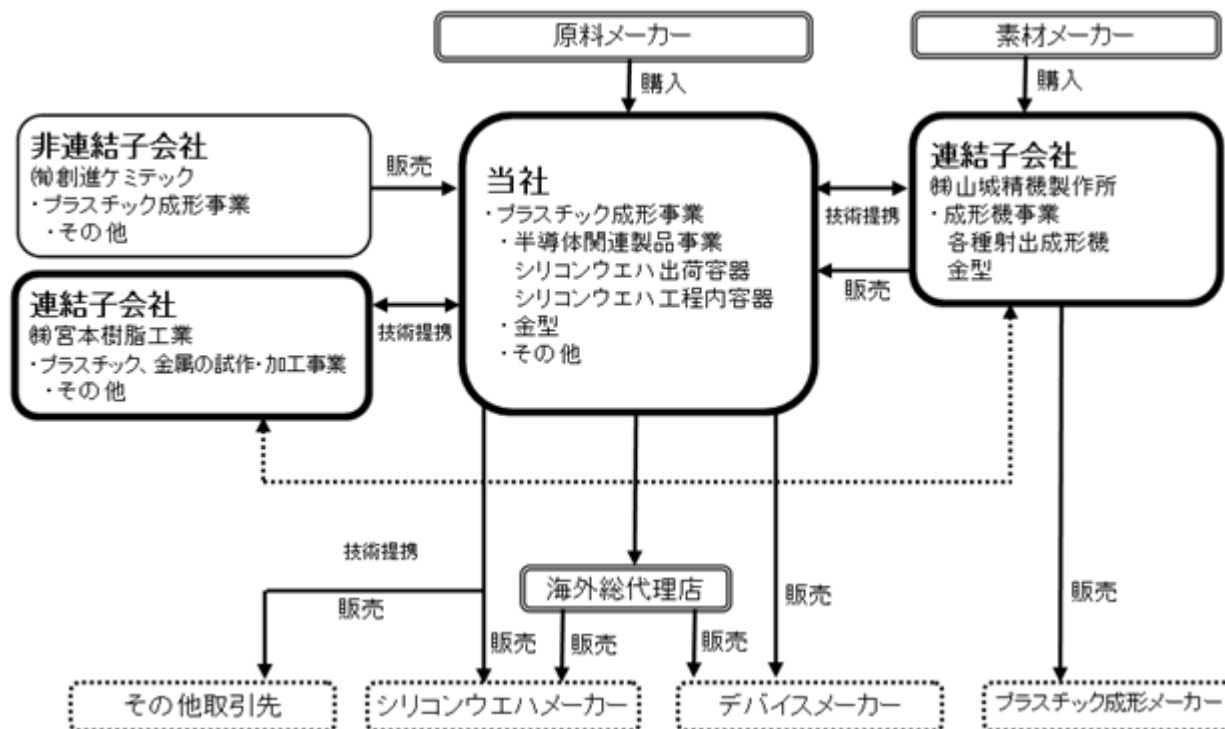 原料メーカー
素材メーカー
購入
購入
非連結子会社
㈲創進ケミテック
・プラスチック成形事業
・その他
販売
当社
・プラスチック成形事業
・半導体関連製品事業
シリコンウエハ出荷容器
シリコンウエハ工程内容器
・金型
・その他
技術提携
販売
連結子会社
㈱山城精機製作所
・成形機事業
各種射出成形機
金型
連結子会社
㈱宮本樹脂工業
・プラスチック、金属の試作・加工事業
・その他
技術提携
技術提携
販売
海外総代理店
販売
販売
販売
販売
販売
その他取引先
シリコンウエハメーカー
デバイスメーカー
プラスチック成形メーカー